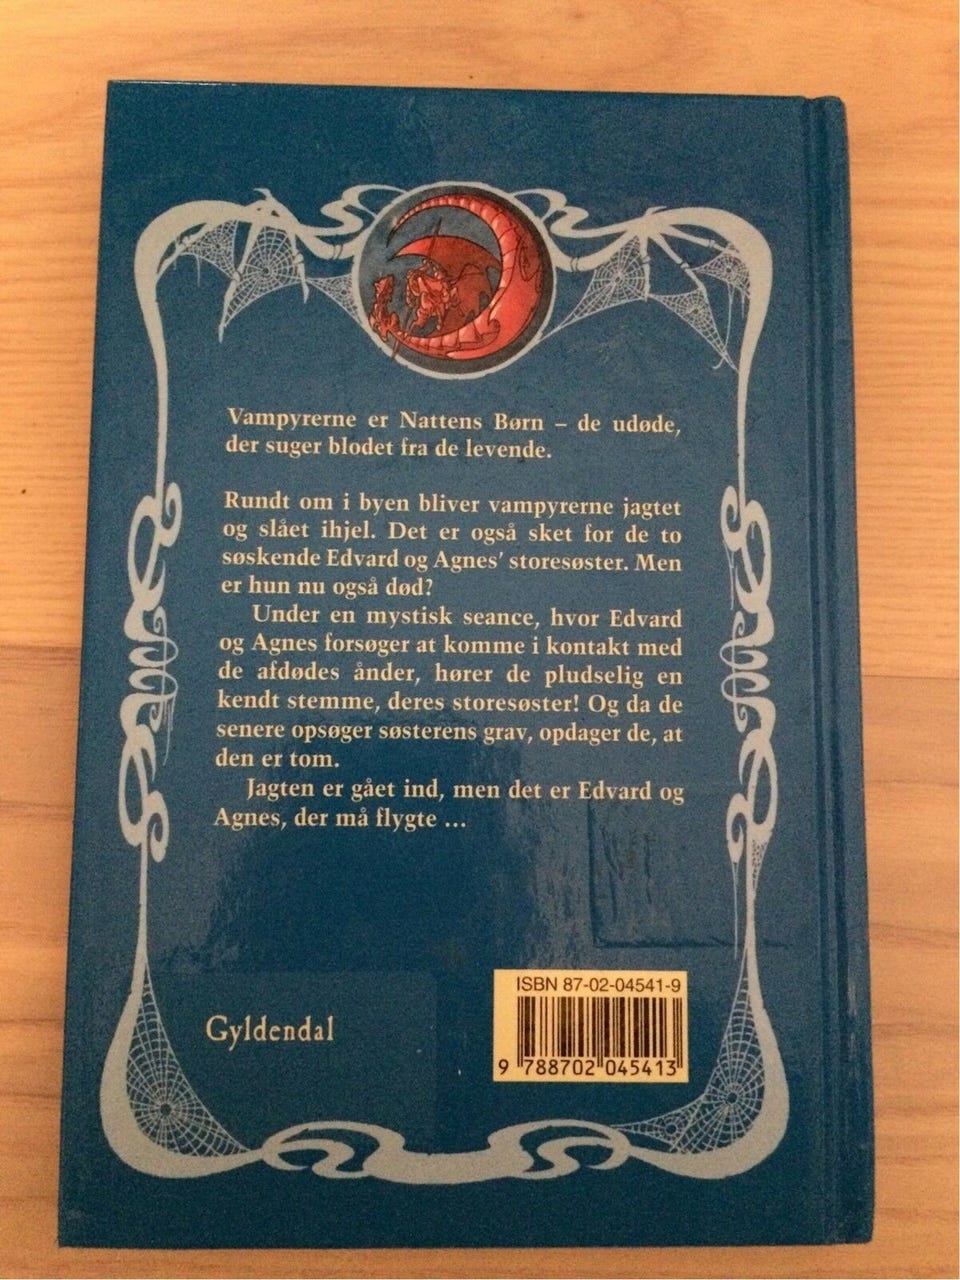 Vampyrerne er Nattens Børn – de udøde,
der suger blodet fra de levende.
Rundt om i byen bliver vampyrerne jagtet
og slået ihjel. Det er også sket for de to
søskende Edvard og Agnes’ storesøster. Men
er hun nu også død?
Under en mystisk seance, hvor Edvard
og Agnes forsøger at komme i kontakt med
de afdødes ånder, hører de pludselig en
kendt stemme, deres storesøster! Og da de
senere opsøger søsterens grav, opdager de, at
den er tom.
Jagten er gået ind, men det er Edvard og
Agnes, der må flygte ...
ISBN 87-02-04541-9
Gyldendal
9 788702 045413